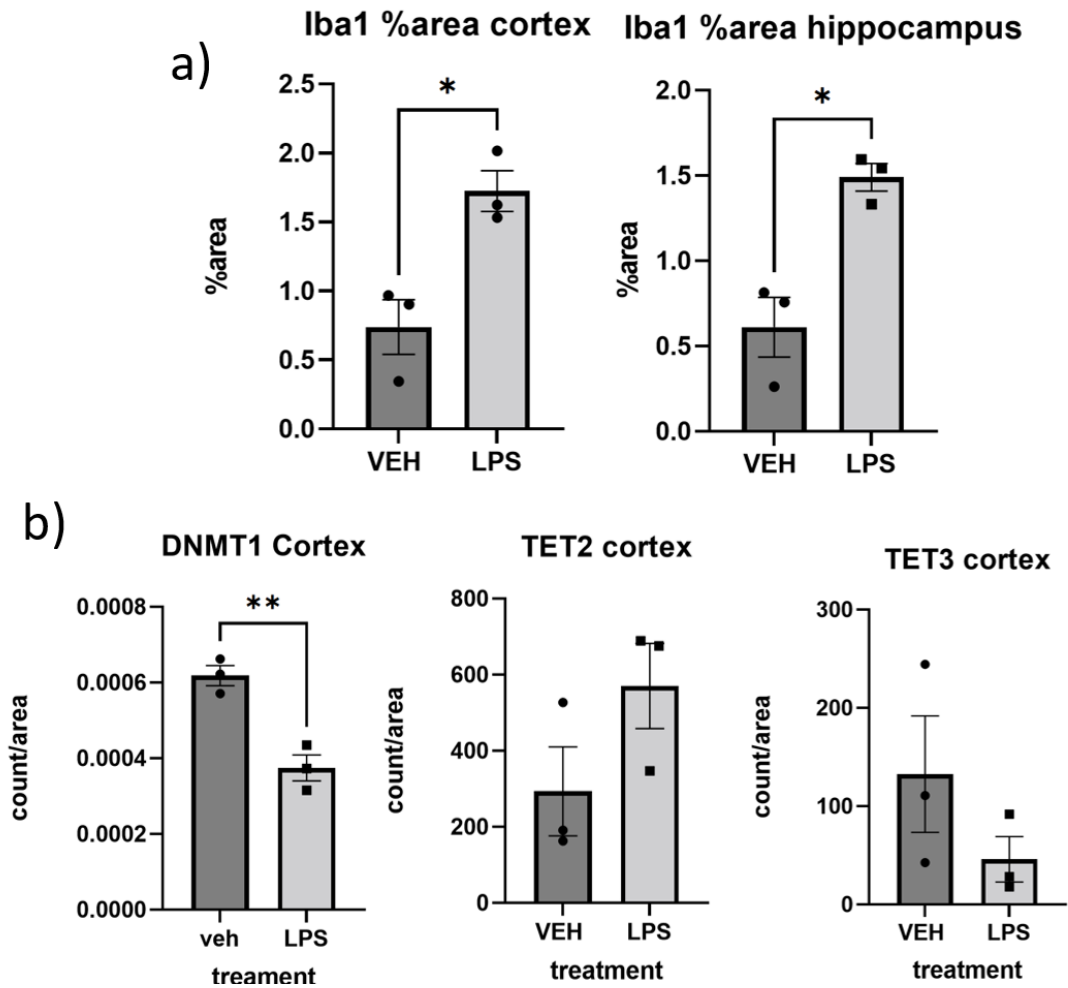 Iba1 %area cortex
Iba1 %area hippocampus
a)
2.5
2.0
1.5
1.0
0.5
0.0
%area
*
VEH
LPS
2.0
1.5
1.0
0.5
0.0
%area
*
VEH
LPS
b)
DNMT1 Cortex
0.0008
0.0006
0.0004
0.0002
0.0000
count/area
**
veh
LPS
treament
TET2 cortex
800
600
400
200
0
count/area
VEH
LPS
treatment
TET3 cortex
300
200
100
0
count/area
VEH
LPS
treatment